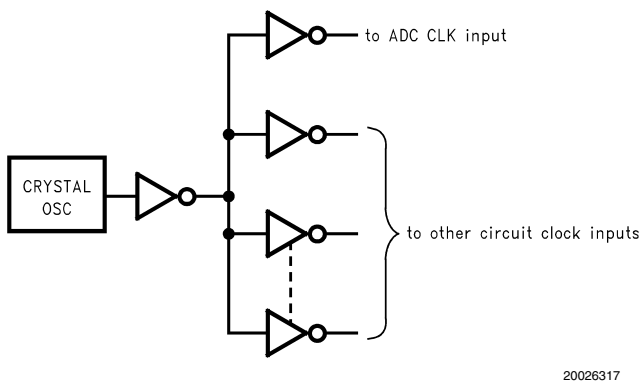 to ADC CLK input
CRYSTAL
OSC
to other circuit clock inputs
20026317